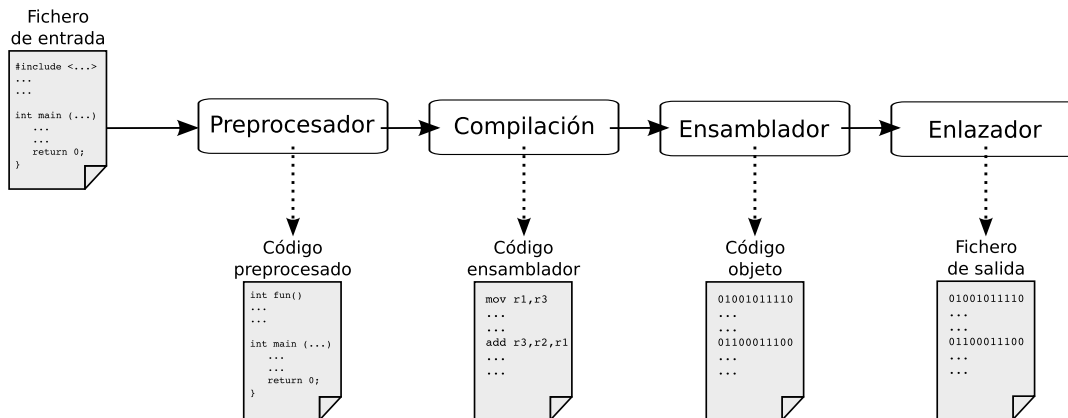 Fichero
de entrada
#include <...>
...
...
int main (...)
...
...
return 0;
}
Preprocesador
Compilación
Ensamblador
Enlazador
Código
preprocesado
int fun()
...
...
int main (...)
...
...
return 0;
}
Código
ensamblador
mov r1,r3
...
...
add r3,r2,r1
...
...
Código
objeto
01001011110
...
...
01100011100
...
...
Fichero
de salida
01001011110
...
...
01100011100
...
...